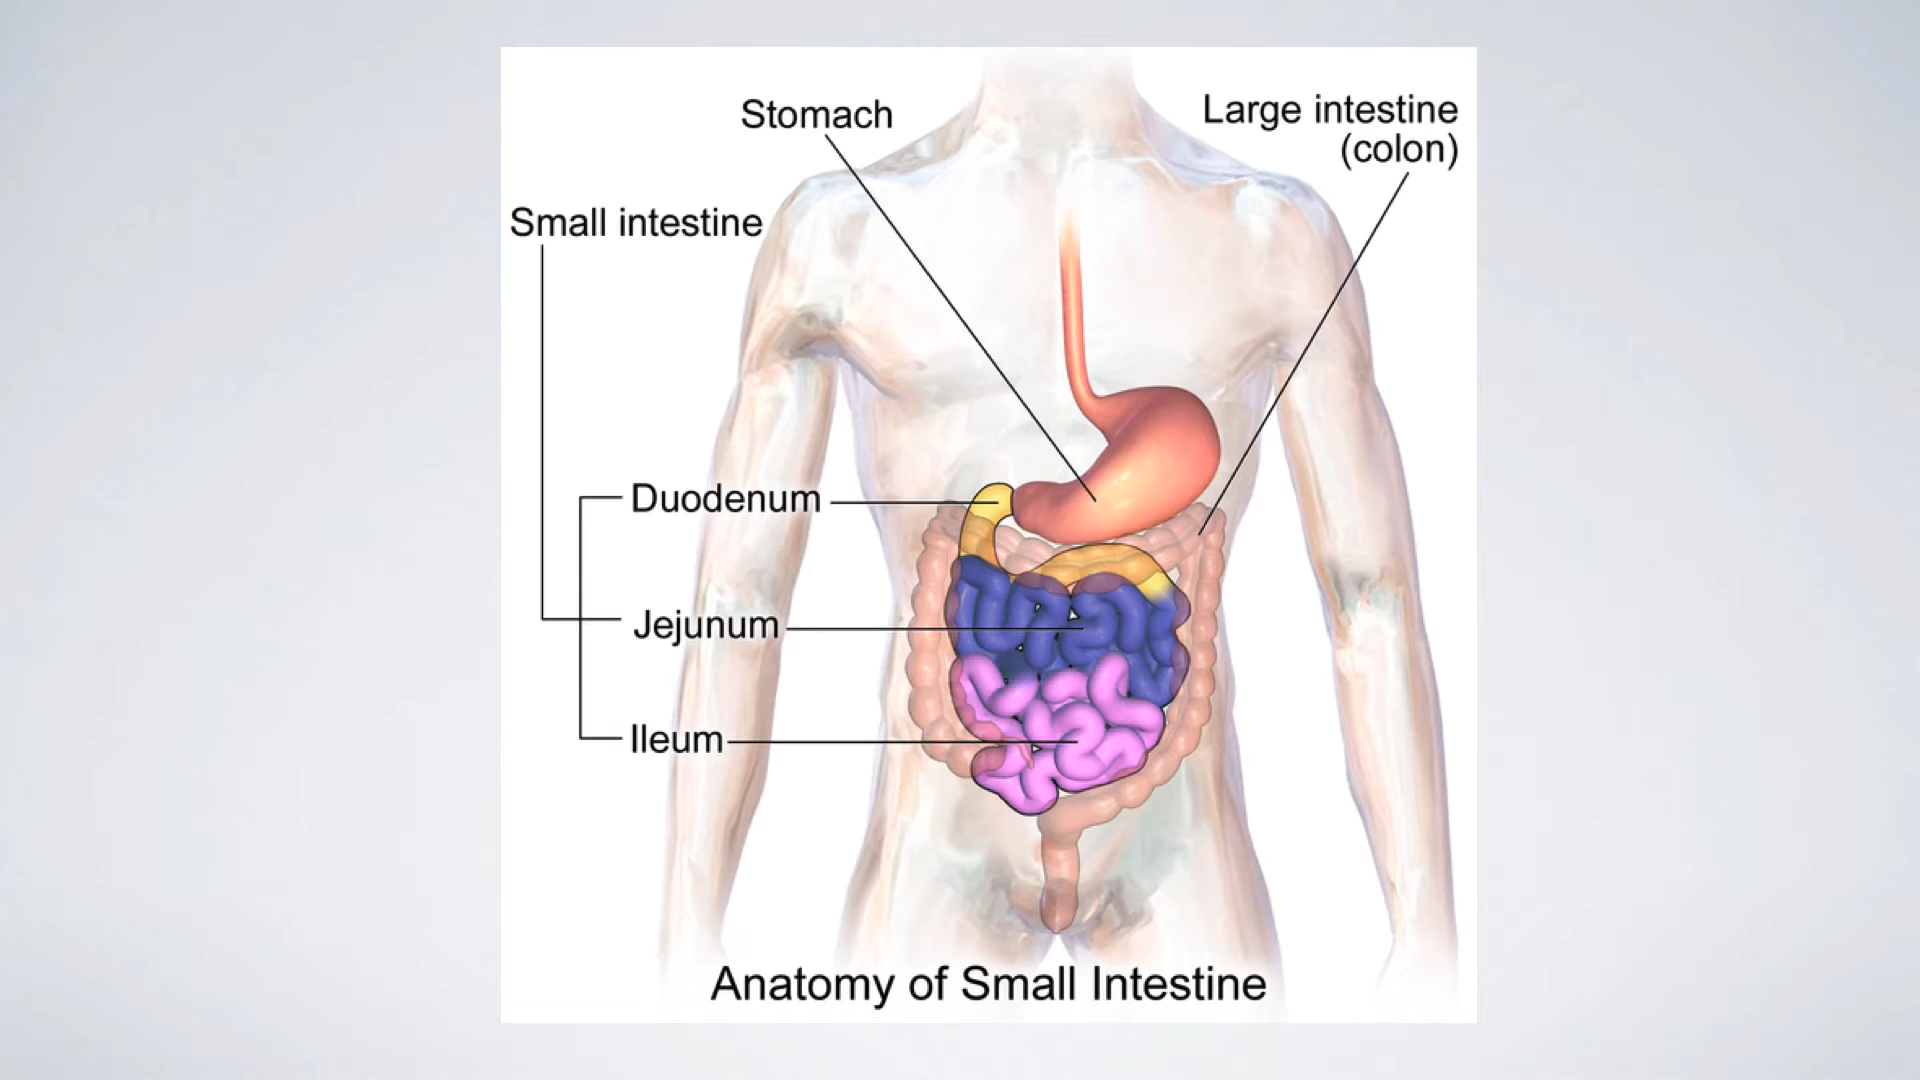 Stomach
Large intestine
(colon)
Small intestine
Duodenum
Jejunum
Ileum
Anatomy of Small Intestine